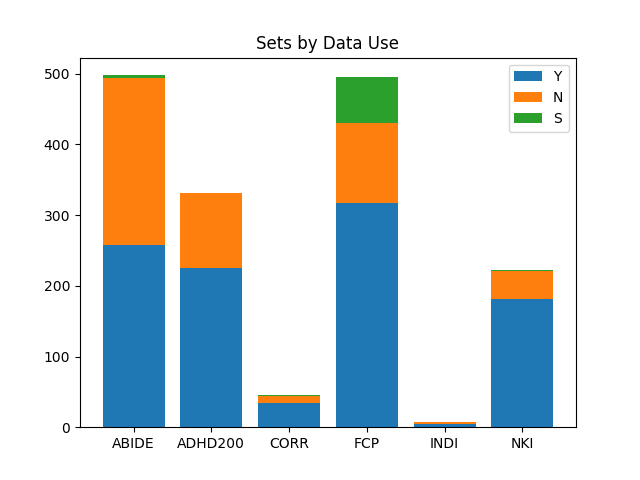 Sets by Data Use
500
400
300
200
100
0
Y
N
S
ABIDE ADHD200 CORR FCP INDI NKI